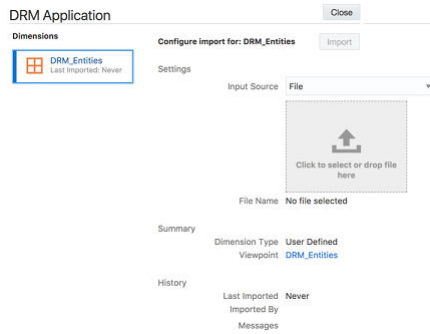 DRM Application
Close
Dimensions
DRM_Entities
Last Imported: Never
Configure import for: DRM_Entities
Import
Settings
Input Source File
Click to select or drop file
here
File Name No file selected
Summary
Dimension Type User Defined
Viewpoint DRM_Entities
History
Last Imported Never
Imported By
Messages